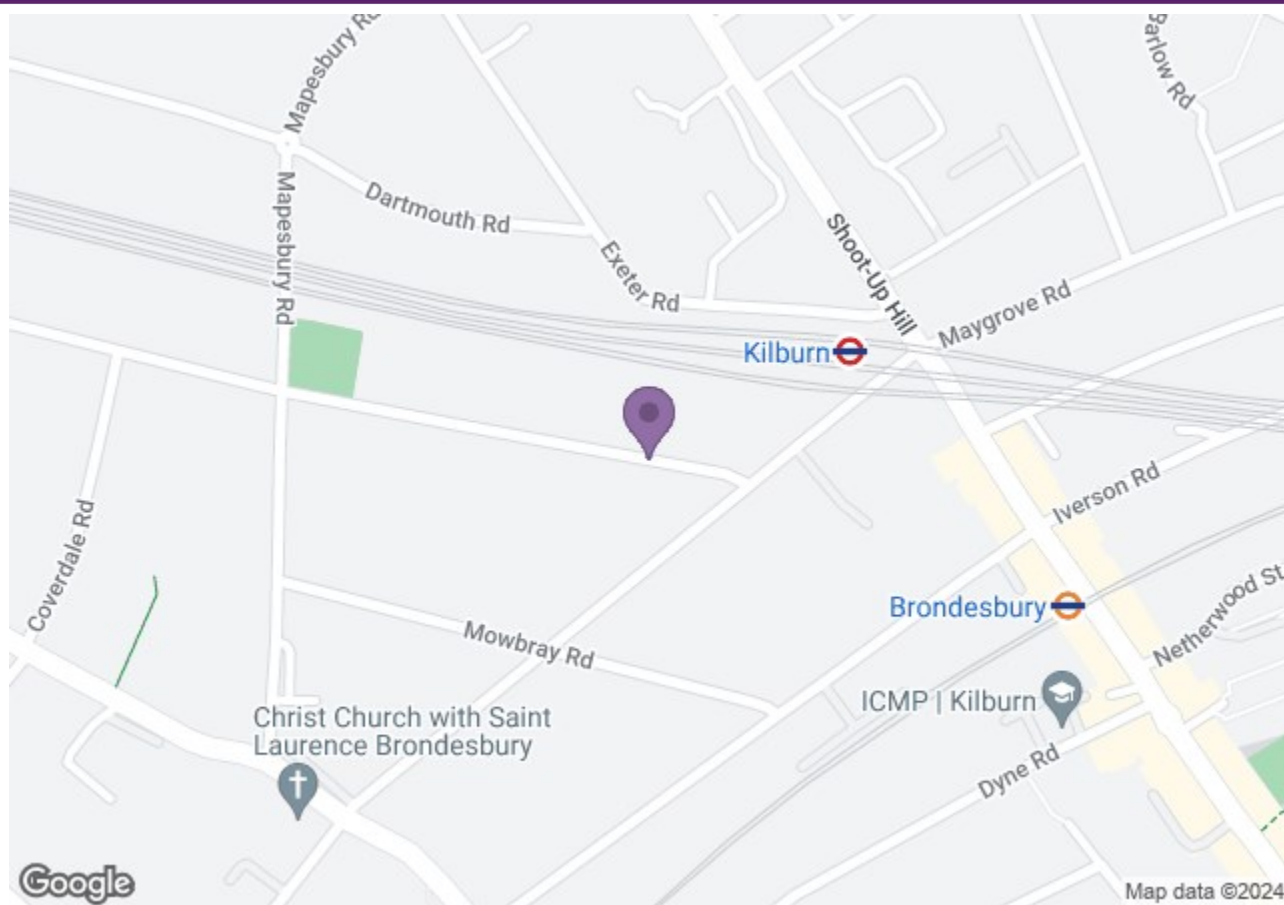 Mapesbury Rd
Barlow Rd
Mapesbury Rd
Dartmouth Rd
Exeter Rd
Shoot-Up Hill
Maygrove Rd
Kilburn
Iverson Rd
Coverdale Rd
Brondesbury
Netherwood St
Mowbray Rd
ICMP | Kilburn
Christ Church with Saint
Laurence Brondesbury
Dyne Rd
Google
Map data ©2024